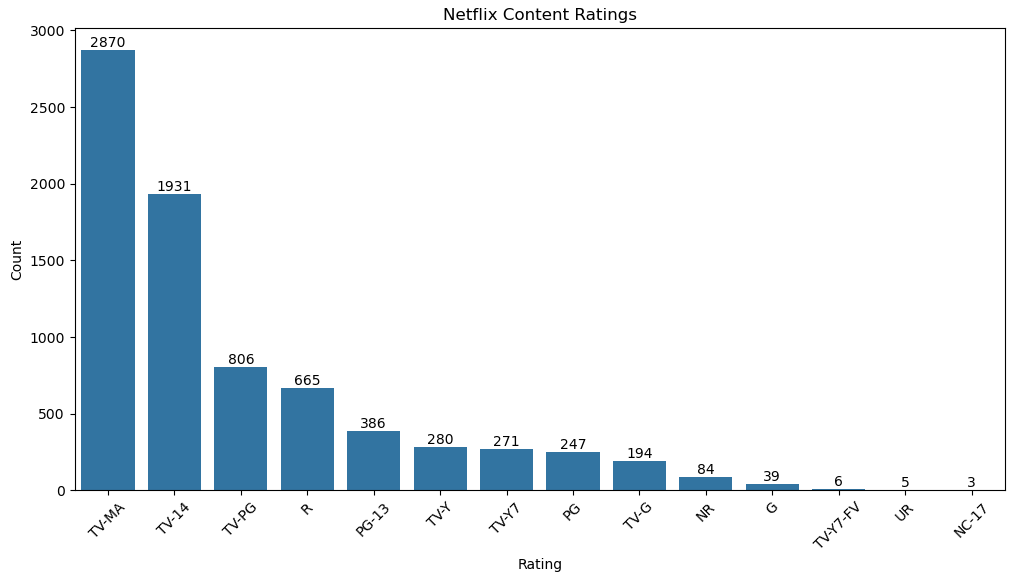 Netflix Content Ratings
Count
3000
2500
2000
1500
1000
500
0
2870
1931
806
665
386
280
271
247
194
84
39
6
5
3
TV-MA
TV-14
TV-PG
R
PG-13
TV-Y
TV-Y7
PG
TV-G
NR
G
TV-Y7-FV
UR
NC-17
Rating